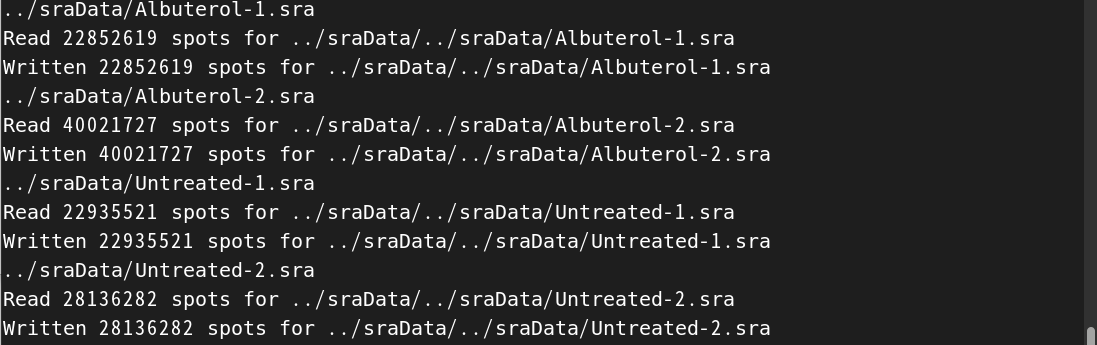 ../sraData/Albuterol-1.sra
Read 22852619 spots for ../sraData/../sraData/Albuterol-1.sra
Written 22852619 spots for ../sraData/../sraData/Albuterol-1.sra
../sraData/Albuterol-2.sra
Read 40021727 spots for ../sraData/../sraData/Albuterol-2.sra
Written 40021727 spots for ../sraData/../sraData/Albuterol-2.sra
../sraData/Untreated-1.sra
Read 22935521 spots for ../sraData/../sraData/Untreated-1.sra
Written 22935521 spots for ../sraData/../sraData/Untreated-1.sra
../sraData/Untreated-2.sra
Read 28136282 spots for ../sraData/../sraData/Untreated-2.sra
Written 28136282 spots for ../sraData/../sraData/Untreated-2.sra